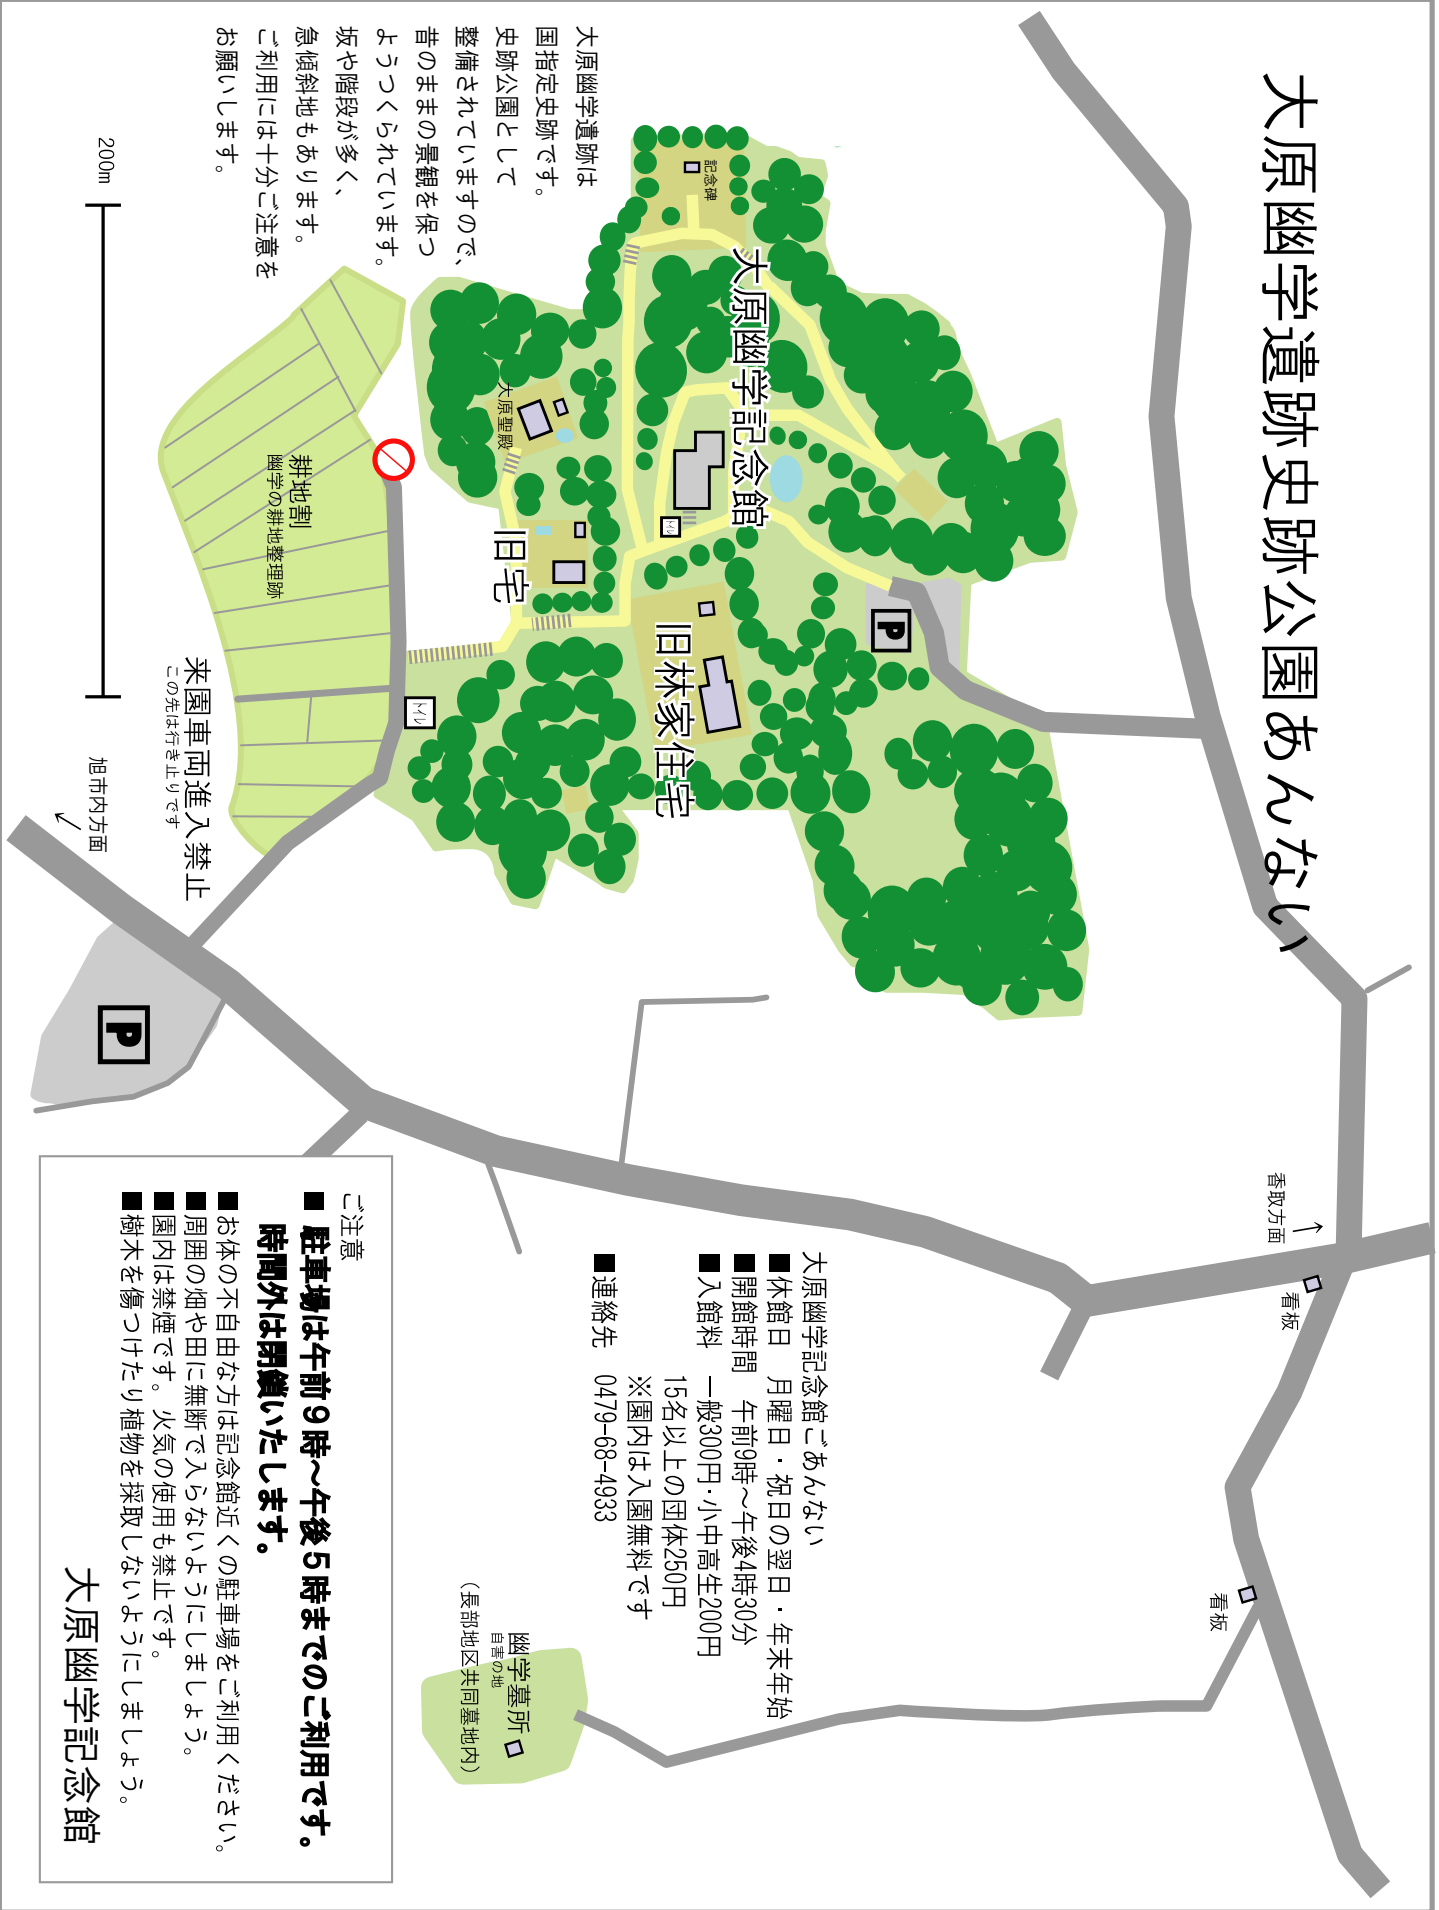 大原幽学遺跡史跡公園あんない
大原幽学遺跡は
国指定史跡です。
史跡公園として
整備されていますので、
昔のままの景観を保つ
ようつくられています。
坂や階段が多く、
急傾斜地もあります。
ご利用には十分ご注意を
お願いします。
200m
記念碑
大原幽学記念館
大原聖殿
トイレ
旧宅
旧林家住宅
P
耕地割
幽学の耕地整理跡
トイレ
来園車両進入禁止
この先は行き止りです
旭市内方面
P
香取方面
看板
看板
大原幽学記念館ごあんない
■休館日 月曜日・祝日の翌日・年末年始
■開館時間 午前9時～午後4時30分
■入館料 一般300円・小中高生200円
15名以上の団体250円
※園内は入園無料です
■連絡先 0479-68-4933
幽学墓所
自害の地
(長部地区共同墓地内)
ご注意
■ 駐車場は午前9時～午後5時までのご利用です。
時間外は閉鎖いたします。
■お体の不自由な方は記念館近くの駐車場をご利用ください。
■周囲の畑や田に無断で入らないようにしましょう。
■園内は禁煙です。火気の使用も禁止です。
■樹木を傷つけたり植物を採取しないようにしましょう。
大原幽学記念館